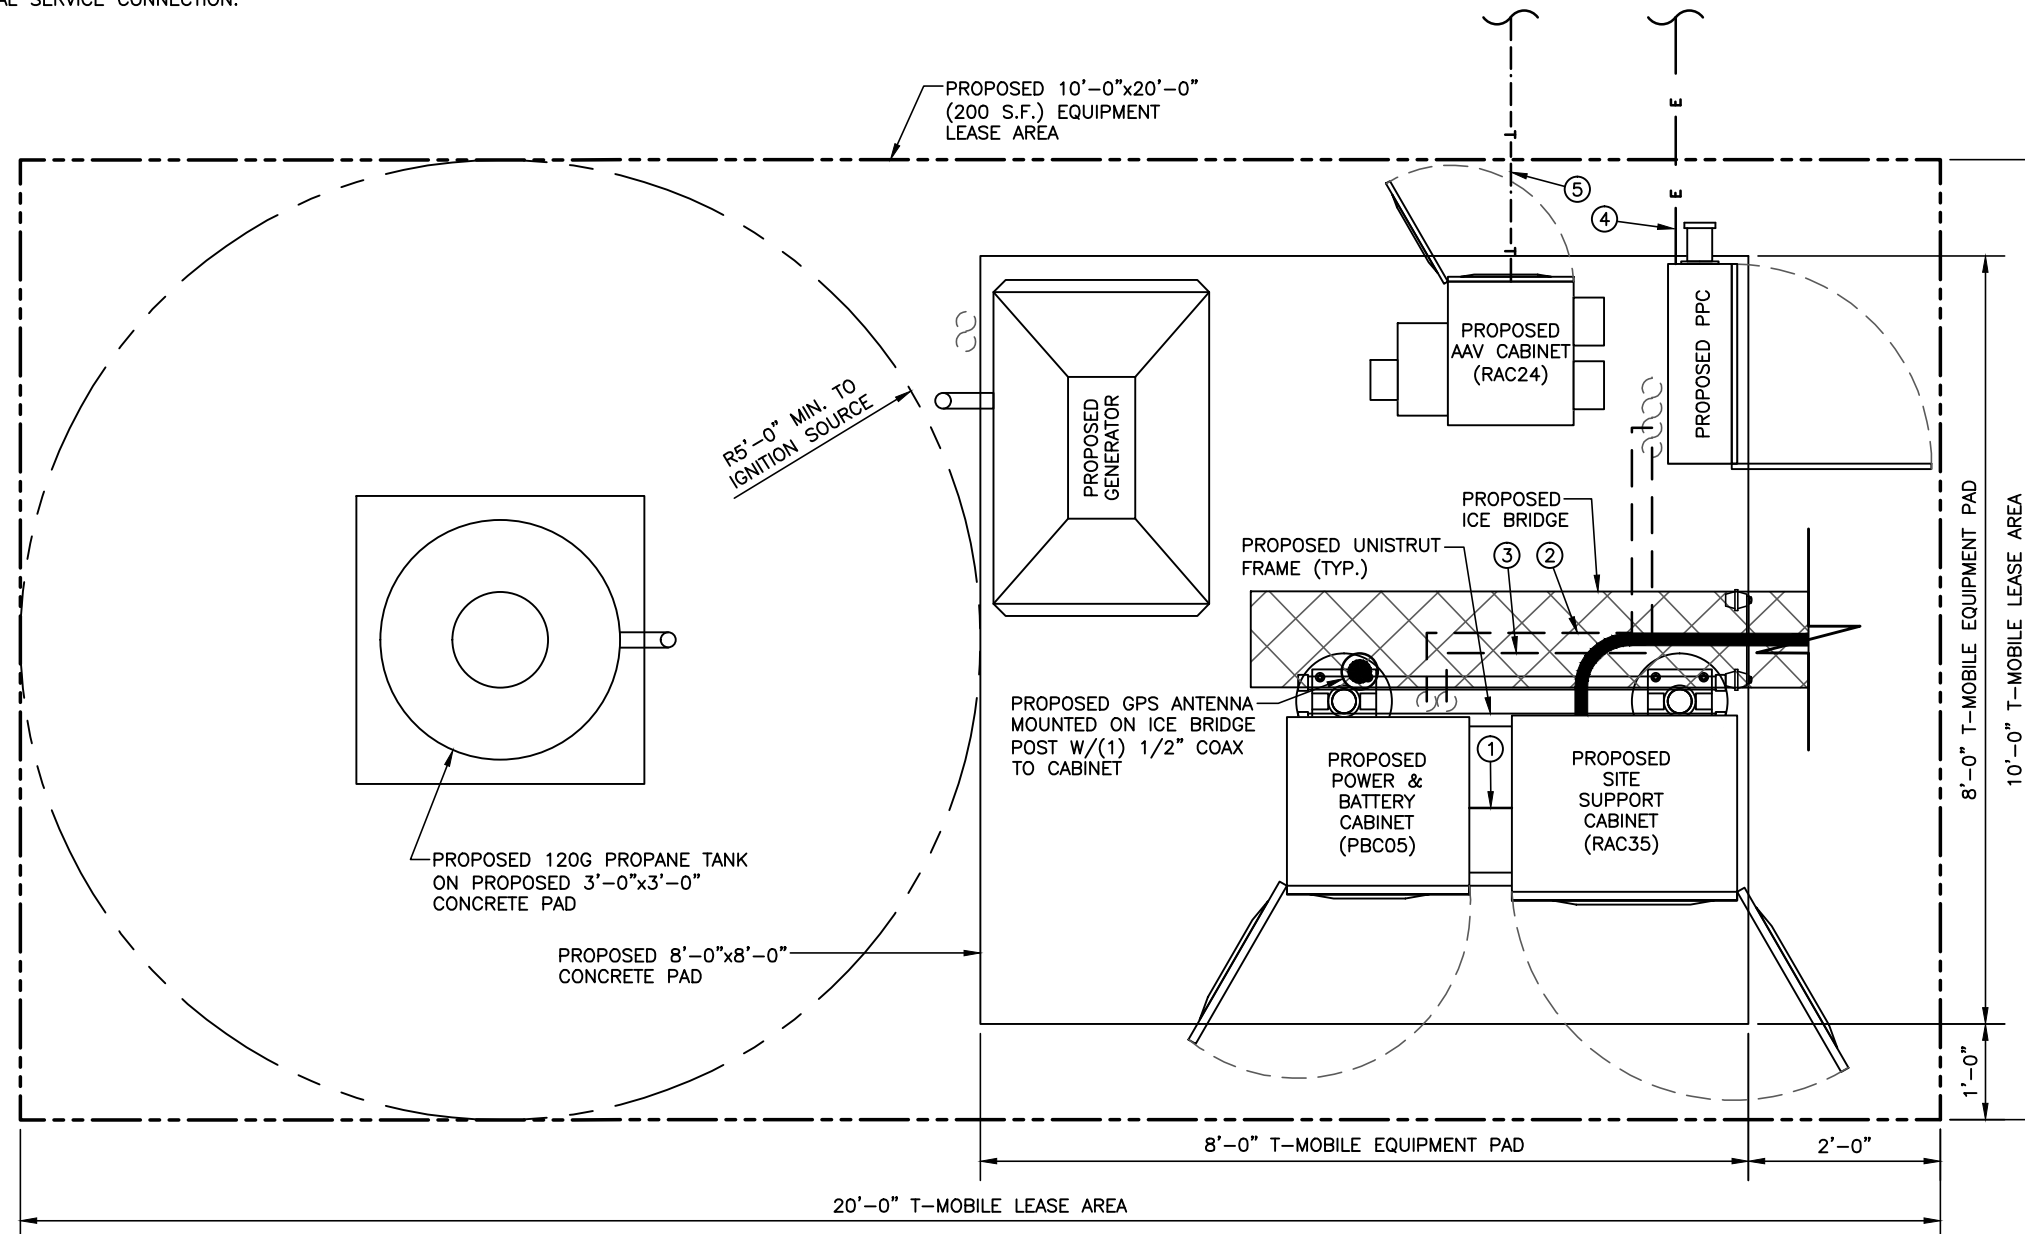 AL SERVICE CONNECTION.
PROPOSED 10'-0"x20'-0"
(200 S.F.) EQUIPMENT
LEASE AREA
T
E
5
E
4
T
PROPOSED PPC
PROPOSED
AAV CABINET
(RAC24)
R5'-0" MIN. TO
IGNITION SOURCE
PROPOSED
GENERATOR
PROPOSED
ICE BRIDGE
PROPOSED UNISTRUT
FRAME (TYP.)
3
2
8'-0" T-MOBILE EQUIPMENT PAD
10'-0" T-MOBILE LEASE AREA
PROPOSED GPS ANTENNA
MOUNTED ON ICE BRIDGE
POST W/(1) 1/2" COAX
TO CABINET
1
PROPOSED
POWER &
BATTERY
CABINET
(PBC05)
PROPOSED
SITE
SUPPORT
CABINET
(RAC35)
PROPOSED 120G PROPANE TANK
ON PROPOSED 3'-0"x3'-0"
CONCRETE PAD
PROPOSED 8'-0"x8'-0"
CONCRETE PAD
1'-0"
8'-0" T-MOBILE EQUIPMENT PAD
2'-0"
20'-0" T-MOBILE LEASE AREA